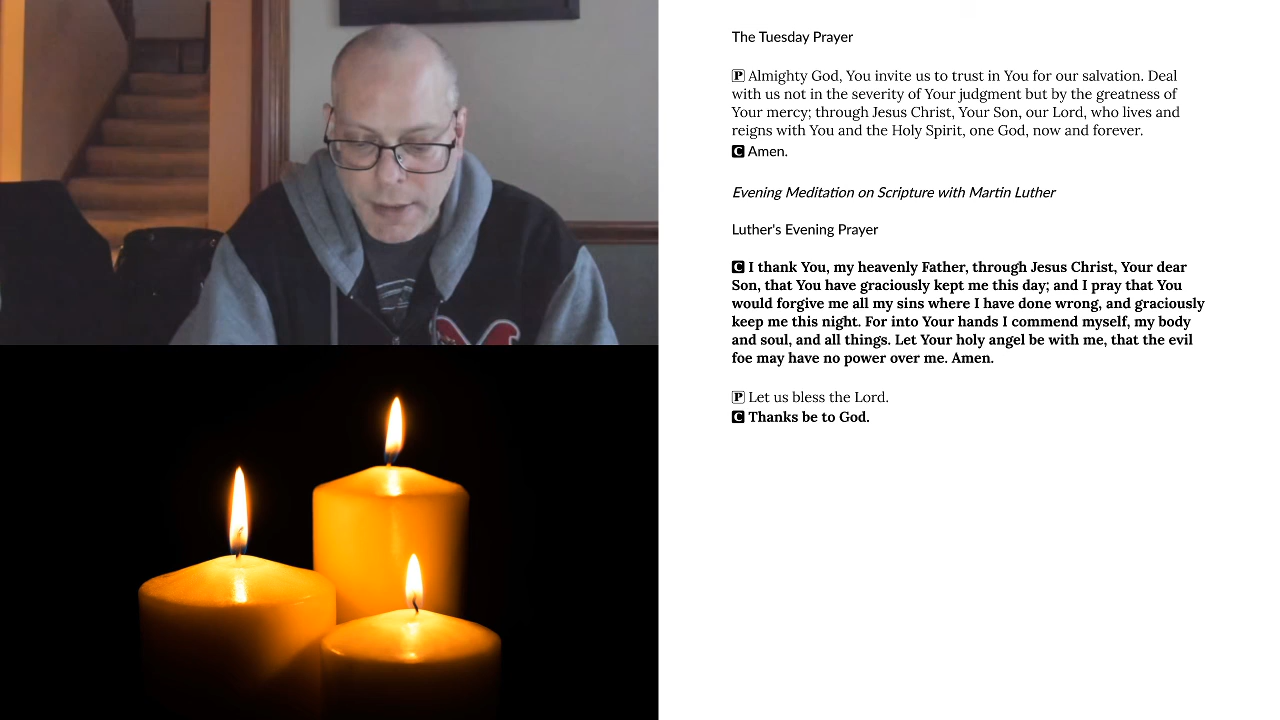 The Tuesday Prayer
P Almighty God, You invite us to trust in You for our salvation. Deal
with us not in the severity of Your judgment but by the greatness of
Your mercy; through Jesus Christ, Your Son, our Lord, who lives and
reigns with You and the Holy Spirit, one God, now and forever.
C Amen.
Evening Meditation on Scripture with Martin Luther
Luther's Evening Prayer
C I thank You, my heavenly Father, through Jesus Christ, Your dear
Son, that You have graciously kept me this day; and I pray that You
would forgive me all my sins where I have done wrong, and graciously
keep me this night. For into Your hands I commend myself, my body
and soul, and all things. Let Your holy angel be with me, that the evil
foe may have no power over me. Amen.
P Let us bless the Lord.
C Thanks be to God.